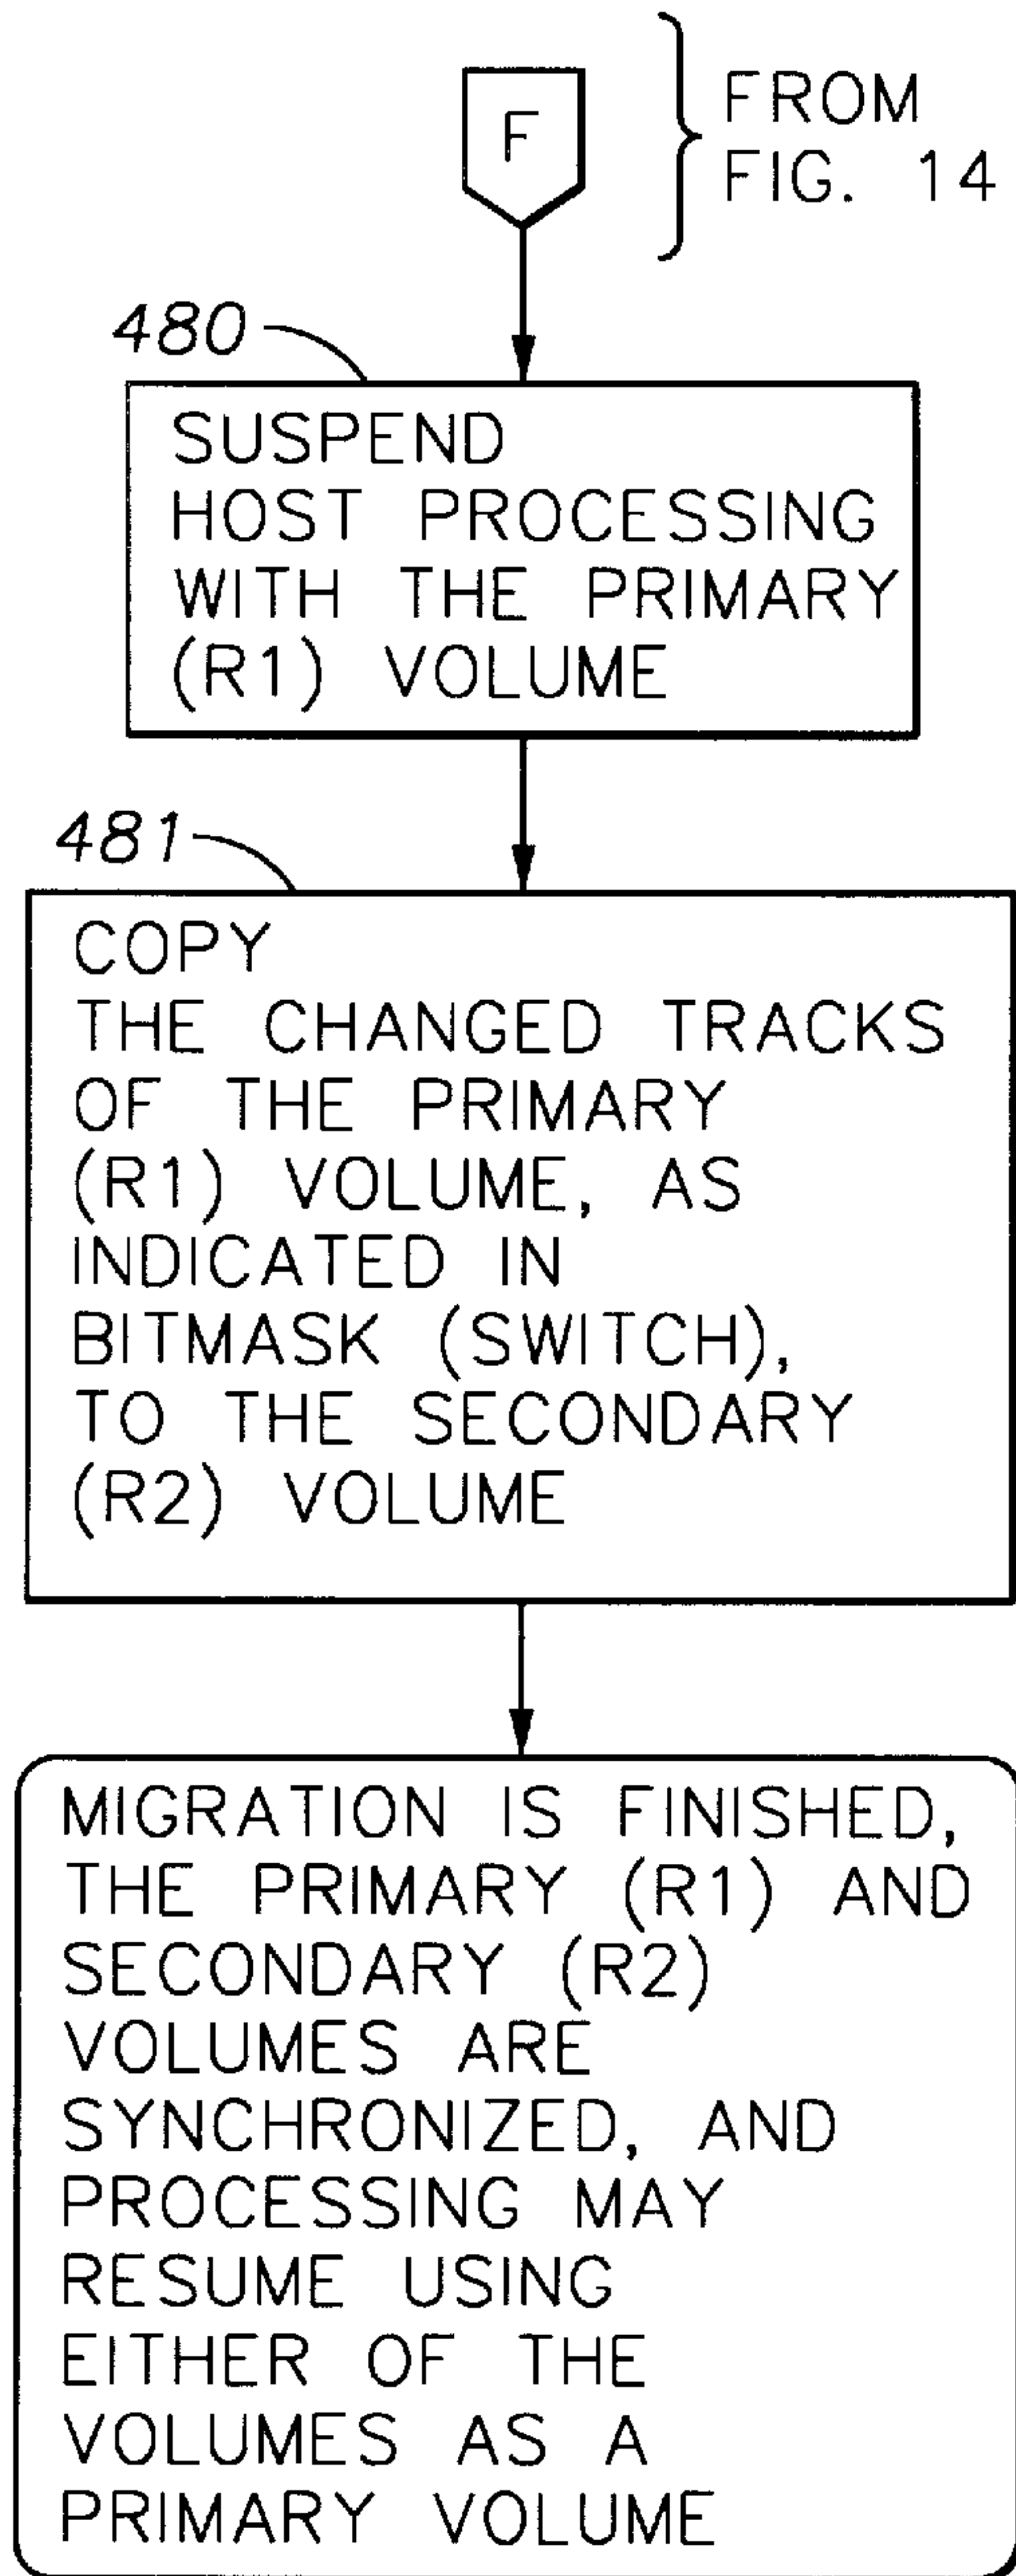 F
FROM
FIG. 14
480
SUSPEND
HOST PROCESSING
WITH THE PRIMARY
(R1) VOLUME
481
COPY
THE CHANGED TRACKS
OF THE PRIMARY
(R1) VOLUME, AS
INDICATED IN
BITMASK (SWITCH),
TO THE SECONDARY
(R2) VOLUME
MIGRATION IS FINISHED,
THE PRIMARY (R1) AND
SECONDARY (R2)
VOLUMES ARE
SYNCHRONIZED, AND
PROCESSING MAY
RESUME USING
EITHER OF THE
VOLUMES AS A
PRIMARY VOLUME